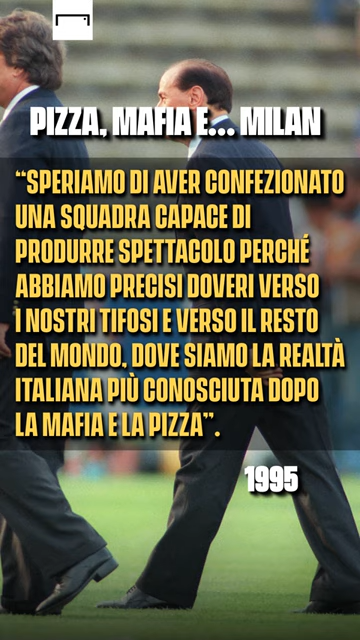 PIZZA, MAFIA E... MILAN
“SPERIAMO DI AVER CONFEZIONATO
UNA SQUADRA CAPACE DI
PRODURRE SPETTACOLO PERCHÉ
ABBIAMO PRECISI DOVERI VERSO
I NOSTRI TIFOSI E VERSO IL RESTO
DEL MONDO, DOVE SIAMO LA REALTÀ
ITALIANA PIÙ CONOSCIUTA DOPO
LA MAFIA E LA PIZZA”.
1995